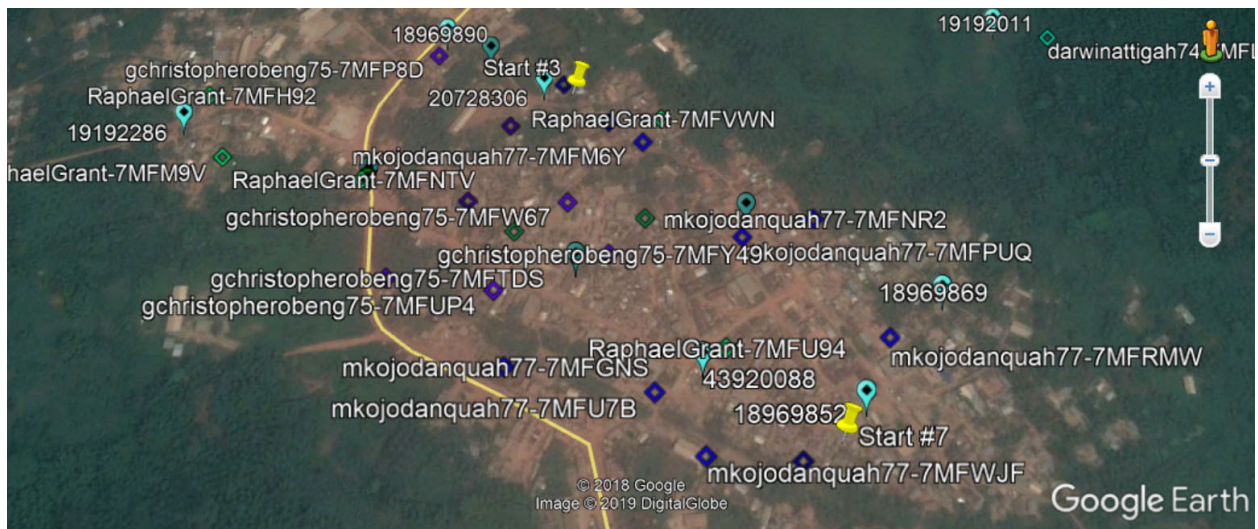 19192011
18969890
darwinattigah74-7MFL
Start #3
gchristopherobeng75-7MFP8D
RaphaelGrant-7MFH92
20728306
RaphaelGrant-7MFVWN
19192286
mkojodanquah77-7MFM6Y
haelGrant-7MFM9V
RaphaelGrant-7MFNTV
gchristopherobeng75-7MFW67
mkojodanquah77-7MFNR2
gchristopherobeng75-7MFY49
kojodanquah77-7MFPUQ
gchristopherobeng75-7MFTDS
18969869
gchristopherobeng75-7MFUP4
RaphaelGrant-7MFU94
mkojodanquah77-7MFRMW
mkojodanquah77-7MFGNS
43920088
mkojodanquah77-7MFU7B
18969852
Start #7
mkojodanquah77-7MFWJF
© 2018 Google
Image © 2019 DigitalGlobe
Google Earth